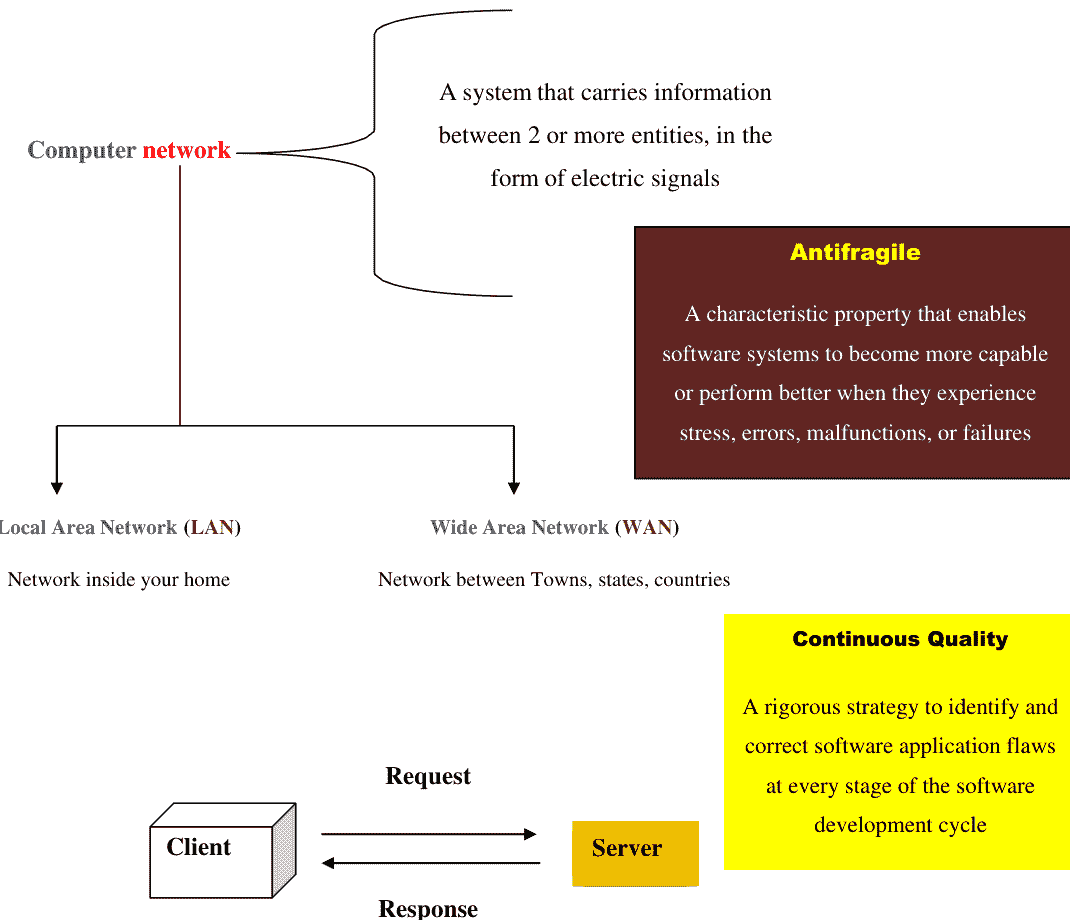 A system that carries information
between 2 or more entities, in the
form of electric signals
Computer network
Antifragile
A characteristic property that enables
software systems to become more capable
or perform better when they experience
stress, errors, malfunctions, or failures
Local Area Network (LAN)
Wide Area Network (WAN)
Network inside your home
Network between Towns, states, countries
Continuous Quality
A rigorous strategy to identify and
correct software application flaws
at every stage of the software
development cycle
Request
Client
Server
Response